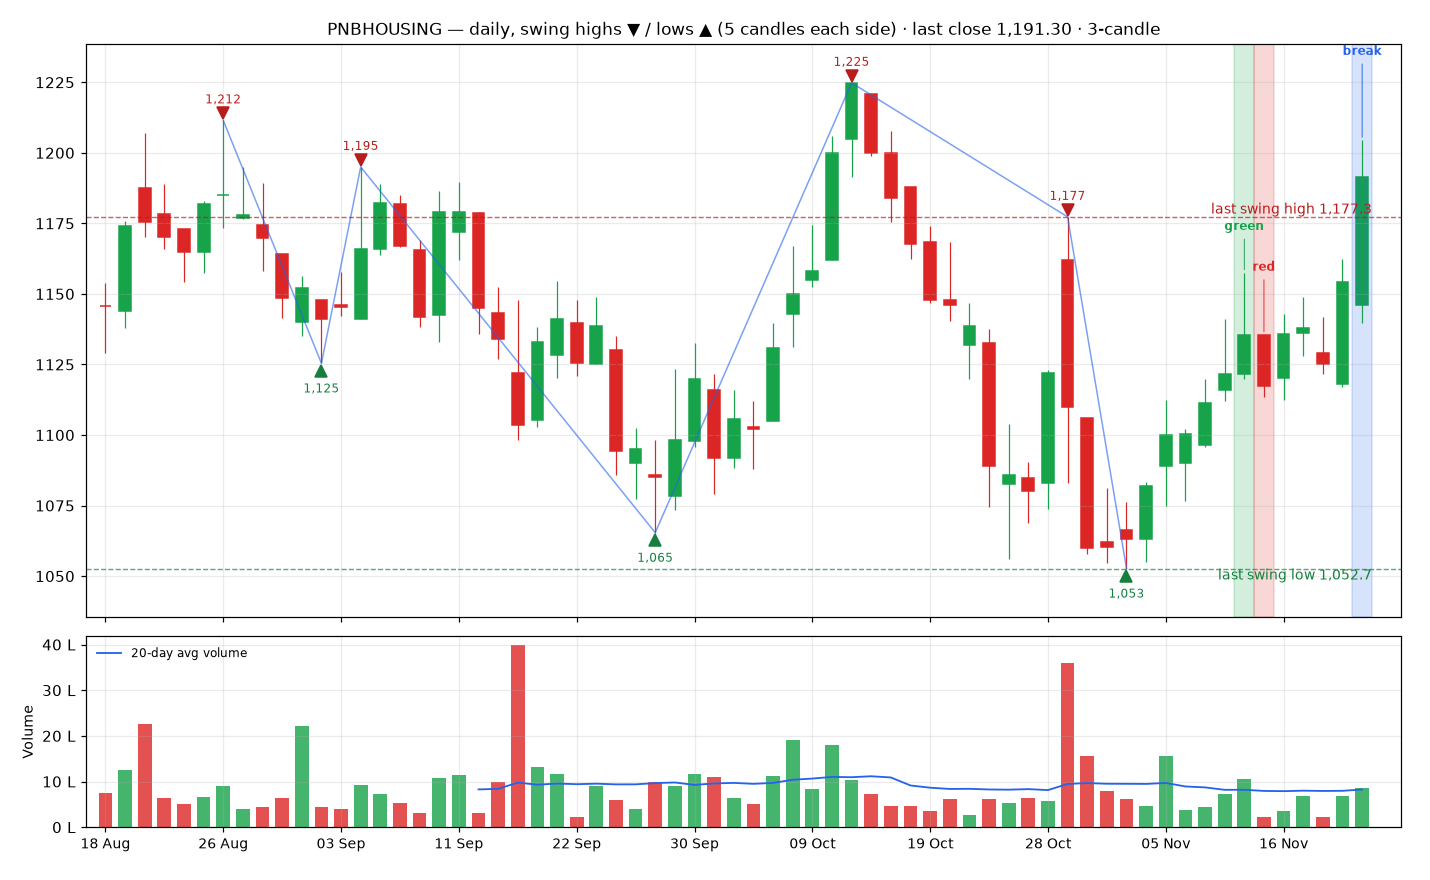 PNBHOUSING — daily, swing highs ▼ / lows ▲ (5 candles each side) · last close 1,191.30 · 3-candle
break
1225
1,225
1,212
1200
1,195
1,177
last swing high 1,177.3
1175
green
red
1150
1125
1,125
1100
1075
1,065
1050
last swing low 1,052.7
1,053
40 L
20-day avg volume
30 L
Volume
20 L
10 L
0 L
18 Aug 26 Aug 03 Sep 11 Sep 22 Sep 30 Sep 09 Oct 19 Oct 28 Oct 05 Nov 16 Nov